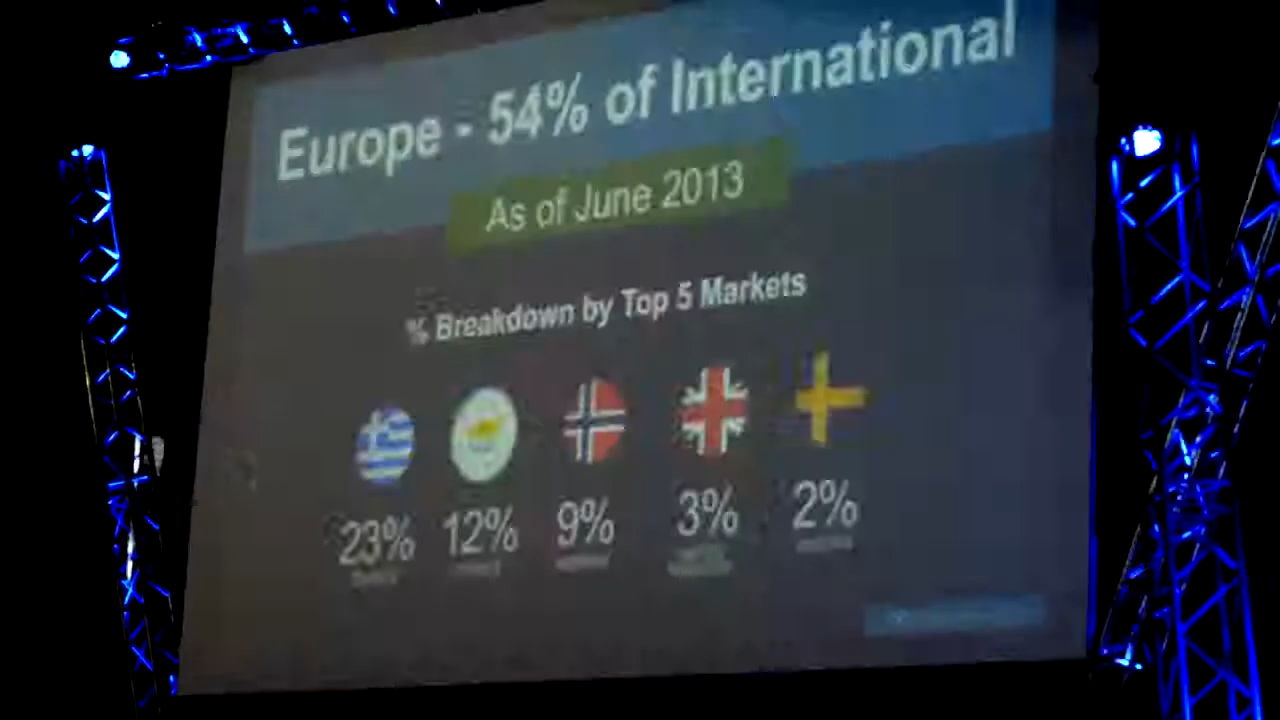 Europe - 54% of International
As of June 2013
% Breakdown by Top 5 Markets
23% 12% 9% 3% 2%